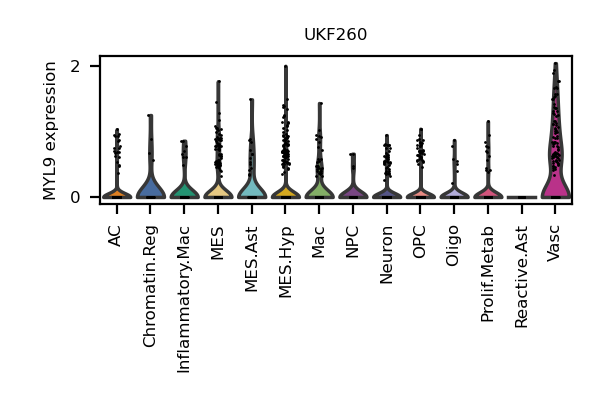 UKF260
MYL9 expression
2
0
AC
Chromatin.Reg
Inflammatory.Mac
MES
MES.Ast
MES.Hyp
Mac
NPC
Neuron
OPC
Oligo
Prolif.Metab
Reactive.Ast
Vasc